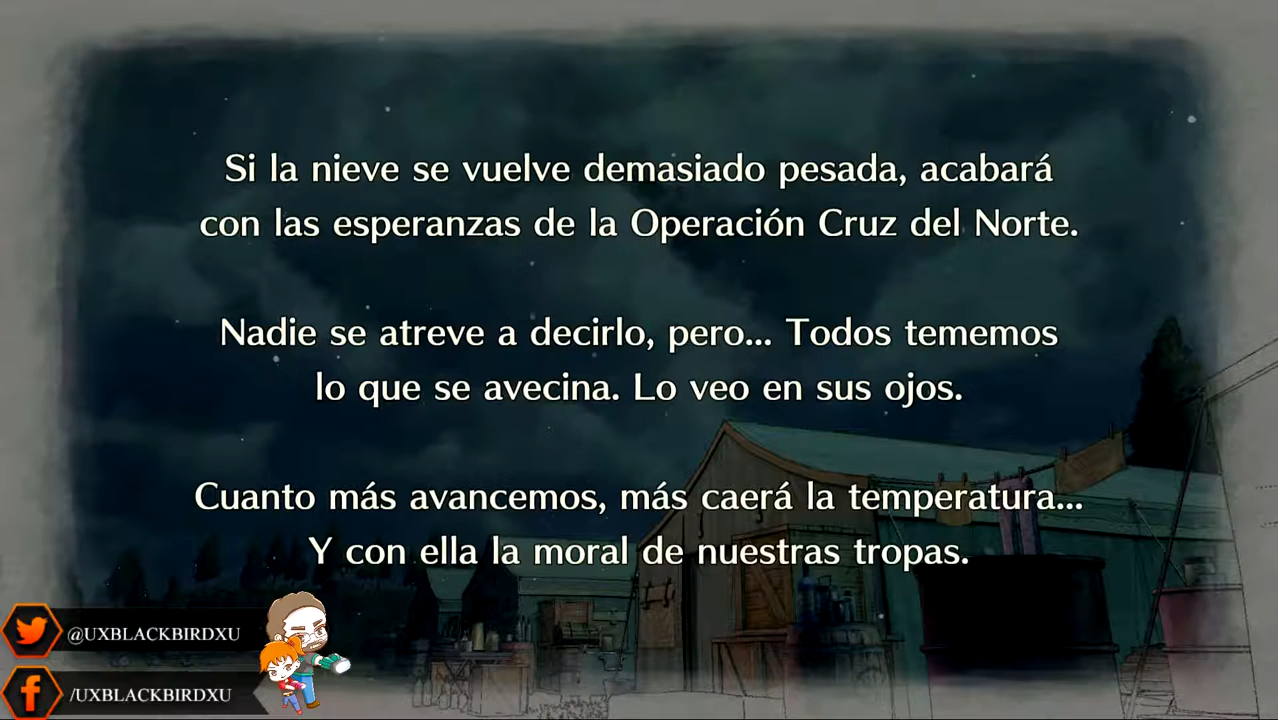 Si la nieve se vuelve demasiado pesada, acabará
con las esperanzas de la Operación Cruz del Norte.
Nadie se atreve a decirlo, pero... Todos tememos
lo que se avecina. Lo veo en sus ojos.
Cuanto más avancemos, más caerá la temperatura...
Y con ella la moral de nuestras tropas.
@UXBLACKBIRDXU
/UXBLACKBIRDXU